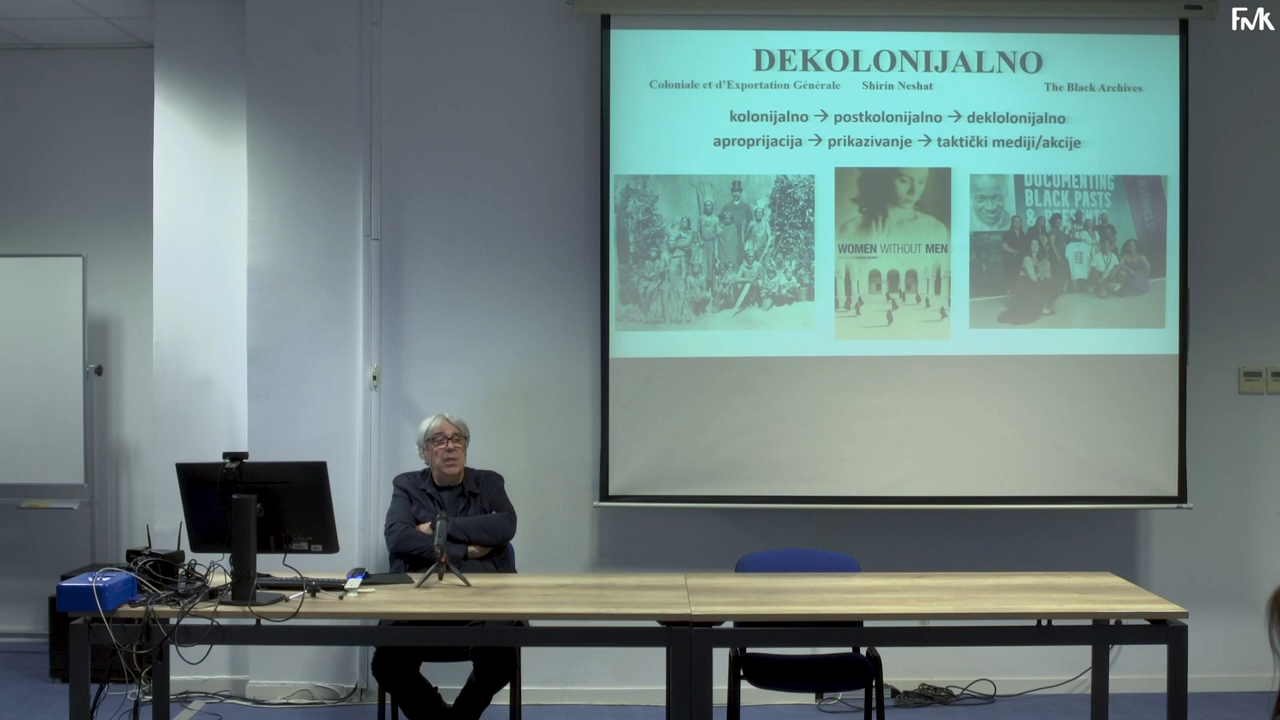 FMK
DEKOLONIJALNO
Coloniale et d'Exportation Générale Shirin Neshat The Black Archives
kolonijalno → postkolonijalno → deklolonijalno
aproprijacija → prikazivanje → taktički mediji/akcije
DOCUMENTING
BLACK PASTS
&
WOMEN WITHOUT MEN